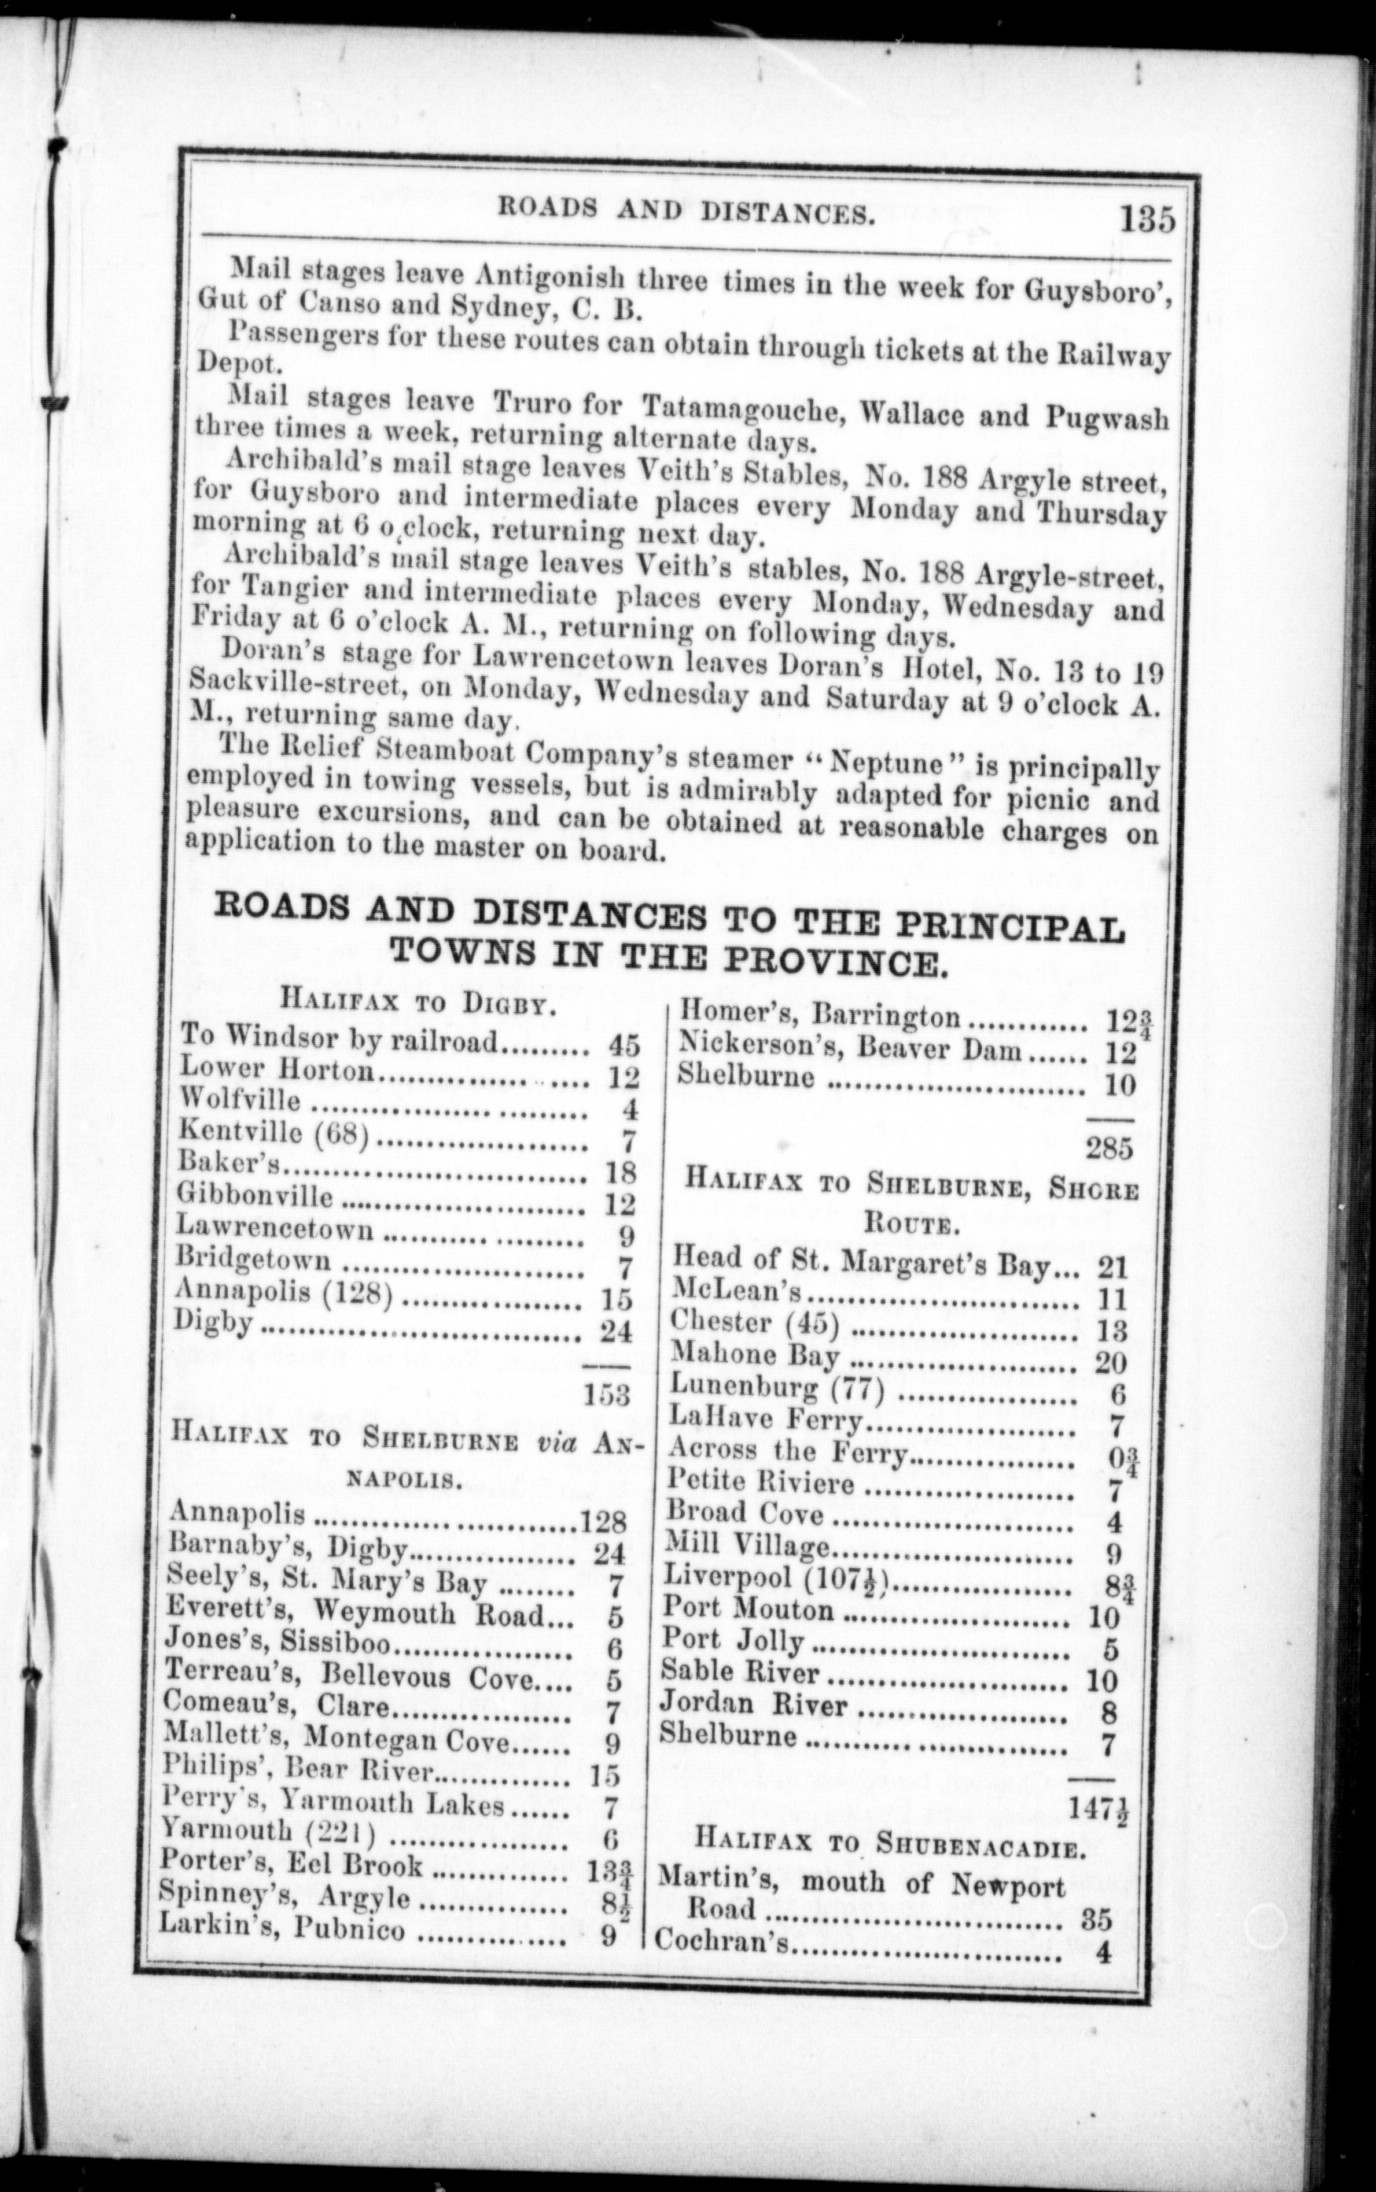 ROADS AND DISTANCES. 135
Mail stages leave Antigonish three times in the week for Guysboro',
Gut of Canso and Sydney, C. B.
Passengers for these routes can obtain through tickets at the Railway
Depot.
Mail stages leave Truro for Tatamagouche, Wallace and Pugwash
three times a week, returning alternate days.
Archibald's mail stage leaves Veith's Stables, No. 188 Argyle street,
for Guysboro and intermediate places every Monday and Thursday
morning at 6 o,clock, returning next day.
Archibald's mail stage leaves Veith's stables, No. 188 Argyle-street,
for Tangier and intermediate places every Monday, Wednesday and
Friday at 6 o'clock A. M., returning on following days.
Doran's stage for Lawrencetown leaves Doran's Hotel, No. 13 to 19
Sackville-street, on Monday, Wednesday and Saturday at 9 o'clock A.
M., returning same day.
The Relief Steamboat Company's steamer "Neptune" is principally
employed in towing vessels, but is admirably adapted for picnic and
pleasure excursions, and can be obtained at reasonable charges on
application to the master on board.
ROADS AND DISTANCES TO THE PRINCIPAL
TOWNS IN THE PROVINCE.
HALIFAX TO DIGBY.
To Windsor by railroad......... 45
Lower Horton.................... 12
Wolfville ......................... 4
Kentville (68)..................... 7
Baker's............................ 18
Gibbonville ........................ 12
Lawrencetown .................... 9
Bridgetown ........................ 7
Annapolis (128) .................. 15
Digby................................ 24
153
HALIFAX TO SHELBURNE via AN-
NAPOLIS.
Annapolis ..........................128
Barnaby's, Digby................. 24
Seely's, St. Mary's Bay ........ 7
Everett's, Weymouth Road... 5
Jones's, Sissiboo.................. 6
Terreau's, Bellevous Cove.... 5
Comeau's, Clare.................. 7
Mallett's, Montegan Cove...... 9
Philips', Bear River.............. 15
Perry's, Yarmouth Lakes...... 7
Yarmouth (221) .................. 6
Porter's, Eel Brook .............. 13¾
Spinney's, Argyle ............... 8½
Larkin's, Pubnico ............... 9
Homer's, Barrington............ 12¾
Nickerson's, Beaver Dam...... 12
Shelburne .......................... 10
285
HALIFAX TO SHELBURNE, SHORE
ROUTE.
Head of St. Margaret's Bay... 21
McLean's........................... 11
Chester (45) ....................... 13
Mahone Bay ....................... 20
Lunenburg (77) .................. 6
LaHave Ferry..................... 7
Across the Ferry................. 0¾
Petite Riviere ..................... 7
Broad Cove ........................ 4
Mill Village........................ 9
Liverpool (107½).................. 8¾
Port Mouton ....................... 10
Port Jolly........................... 5
Sable River ........................ 10
Jordan River ..................... 8
Shelburne ........................... 7
147½
HALIFAX TO SHUBENACADIE.
Martin's, mouth of Newport
Road .............................. 35
Cochran's........................... 4